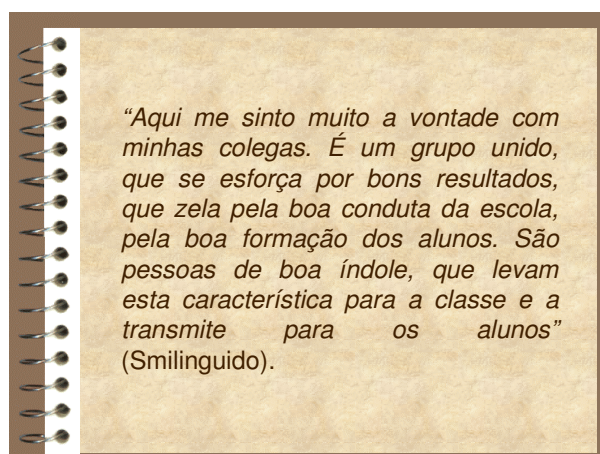 “Aqui me sinto muito a vontade com
minhas colegas. É um grupo unido,
que se esforça por bons resultados,
que zela pela boa conduta da escola,
pela boa formação dos alunos. São
pessoas de boa índole, que levam
esta característica para a classe e a
transmite para os alunos”
(Smilinguido).